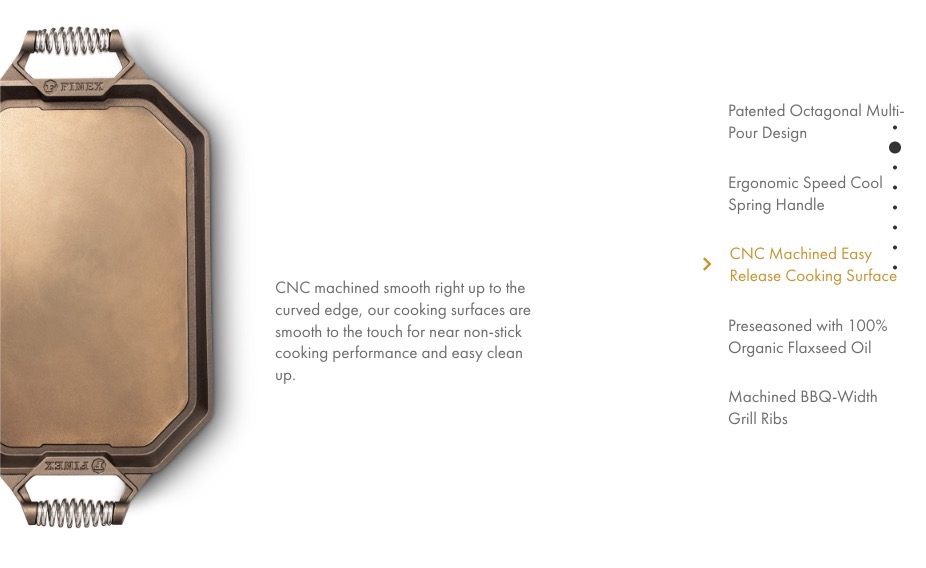 FINEX
CNC machined smooth right up to the
curved edge, our cooking surfaces are
smooth to the touch for near non-stick
cooking performance and easy clean
up.
FINEX
Patented Octagonal Multi-
Pour Design
Ergonomic Speed Cool
Spring Handle
CNC Machined Easy
Release Cooking Surface
Preseasoned with 100%
Organic Flaxseed Oil
Machined BBQ-Width
Grill Ribs